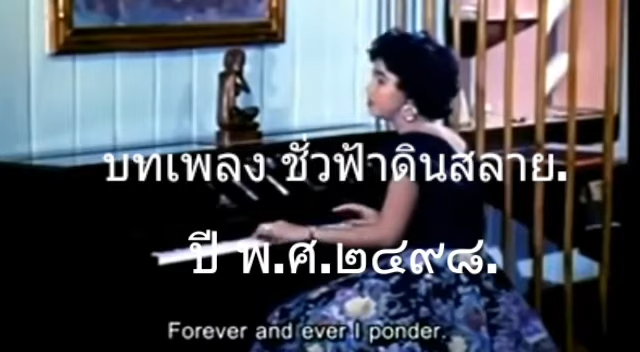 บทเพลง ชั่วฟ้าดินสลาย.
ปี พ.ศ.๒๔๙๘.
Forever and ever I ponder.